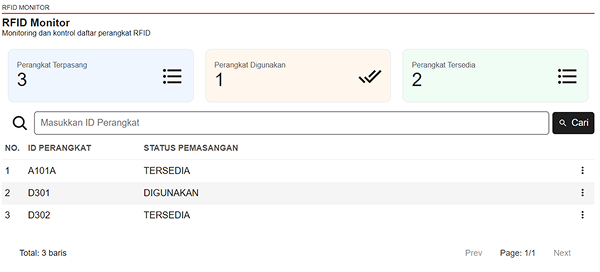 RFID MONITOR
RFID Monitor
Monitoring dan kontrol daftar perangkat RFID
Perangkat Terpasang
3
Perangkat Digunakan
1
Perangkat Tersedia
2
Masukkan ID Perangkat
Cari
NO. ID PERANGKAT STATUS PEMASANGAN
1 A101A TERSEDIA
2 D301 DIGUNAKAN
3 D302 TERSEDIA
Total: 3 baris Prev Page: 1/1 Next